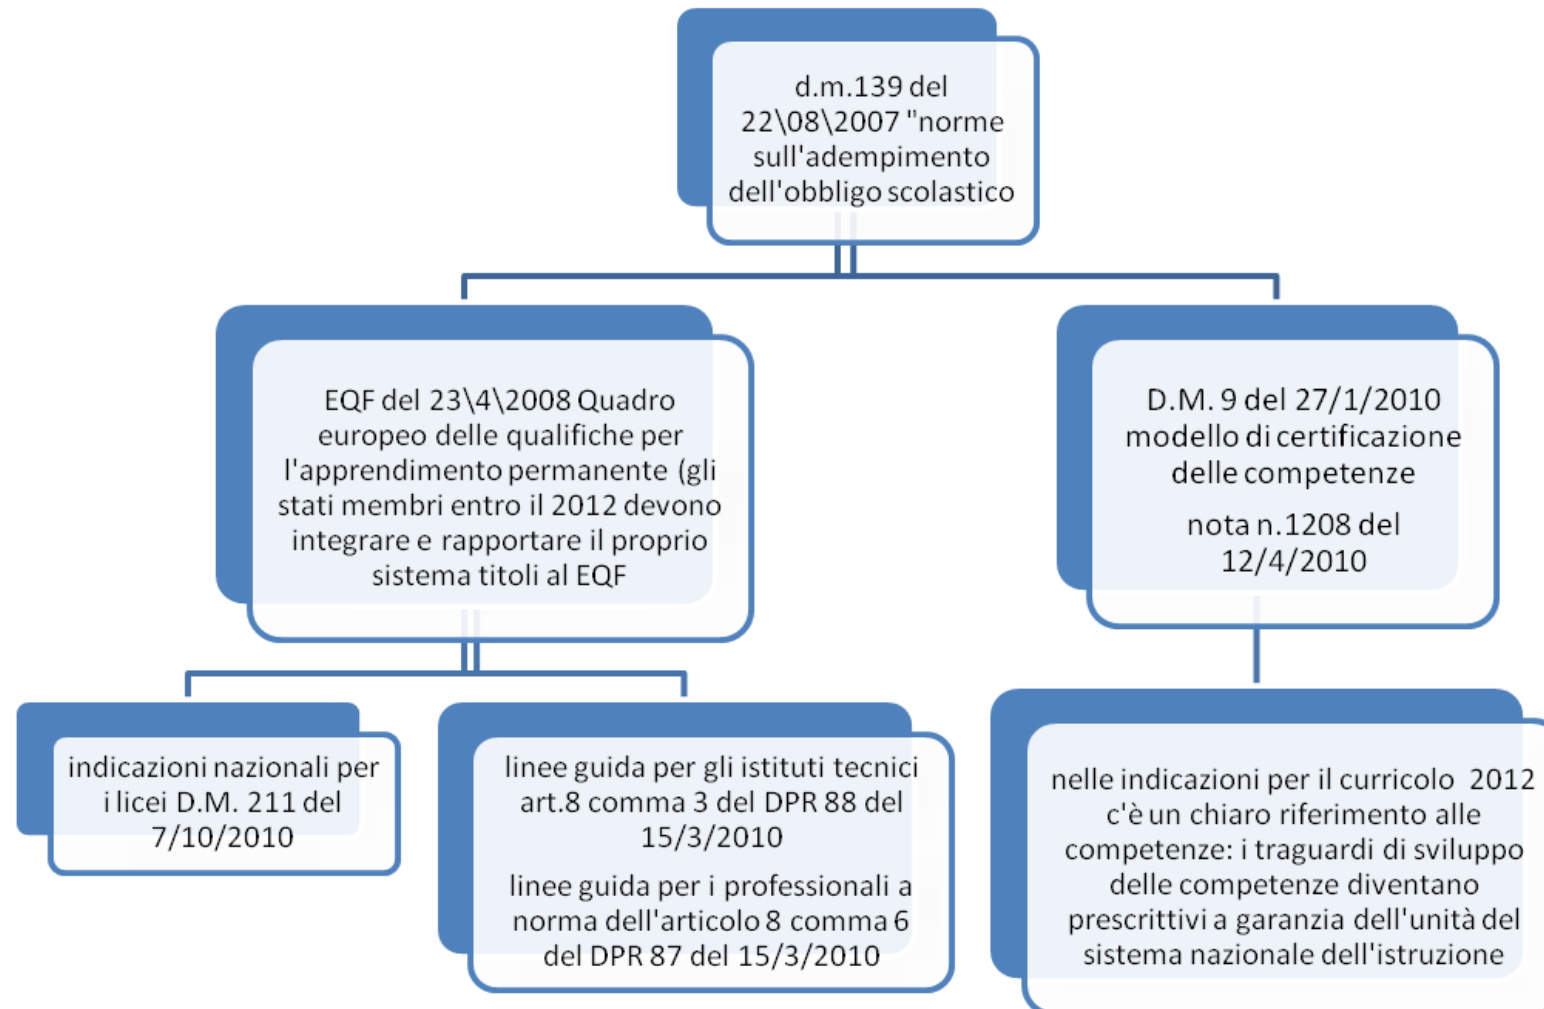 d.m.139 del
22\08\2007 "norme
sull'adempimento
dell'obbligo scolastico
EQF del 23\4\2008 Quadro
europeo delle qualifiche per
l'apprendimento permanente (gli
stati membri entro il 2012 devono
integrare e rapportare il proprio
sistema titoli al EQF
D.M. 9 del 27/1/2010
modello di certificazione
delle competenze
nota n.1208 del
12/4/2010
indicazioni nazionali per
i licei D.M. 211 del
7/10/2010
linee guida per gli istituti tecnici
art.8 comma 3 del DPR 88 del
15/3/2010
linee guida per i professionali a
norma dell'articolo 8 comma 6
del DPR 87 del 15/3/2010
nelle indicazioni per il curricolo 2012
c'è un chiaro riferimento alle
competenze: i traguardi di sviluppo
delle competenze diventano
prescrittivi a garanzia dell'unità del
sistema nazionale dell'istruzione